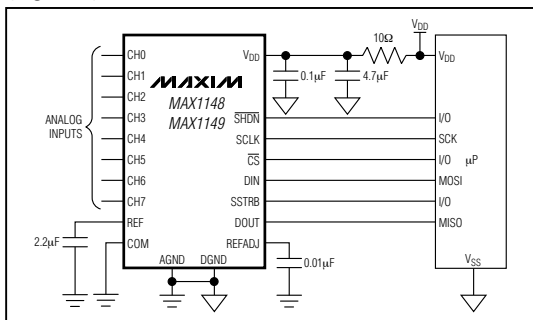 VDD
10Ω
CH0
CH1
CH2
CH3
CH4
CH5
CH6
CH7
REF
COM
ANALOG
INPUTS
2.2µF
MAXIM
MAX1148
MAX1149
AGND
DGND
VDD
SHDN
SCLK
CS
DIN
SSTRB
DOUT
REFADJ
0.1µF
4.7µF
0.01µF
VDD
I/O
SCK
I/O
µP
MOSI
I/O
MISO
VSS